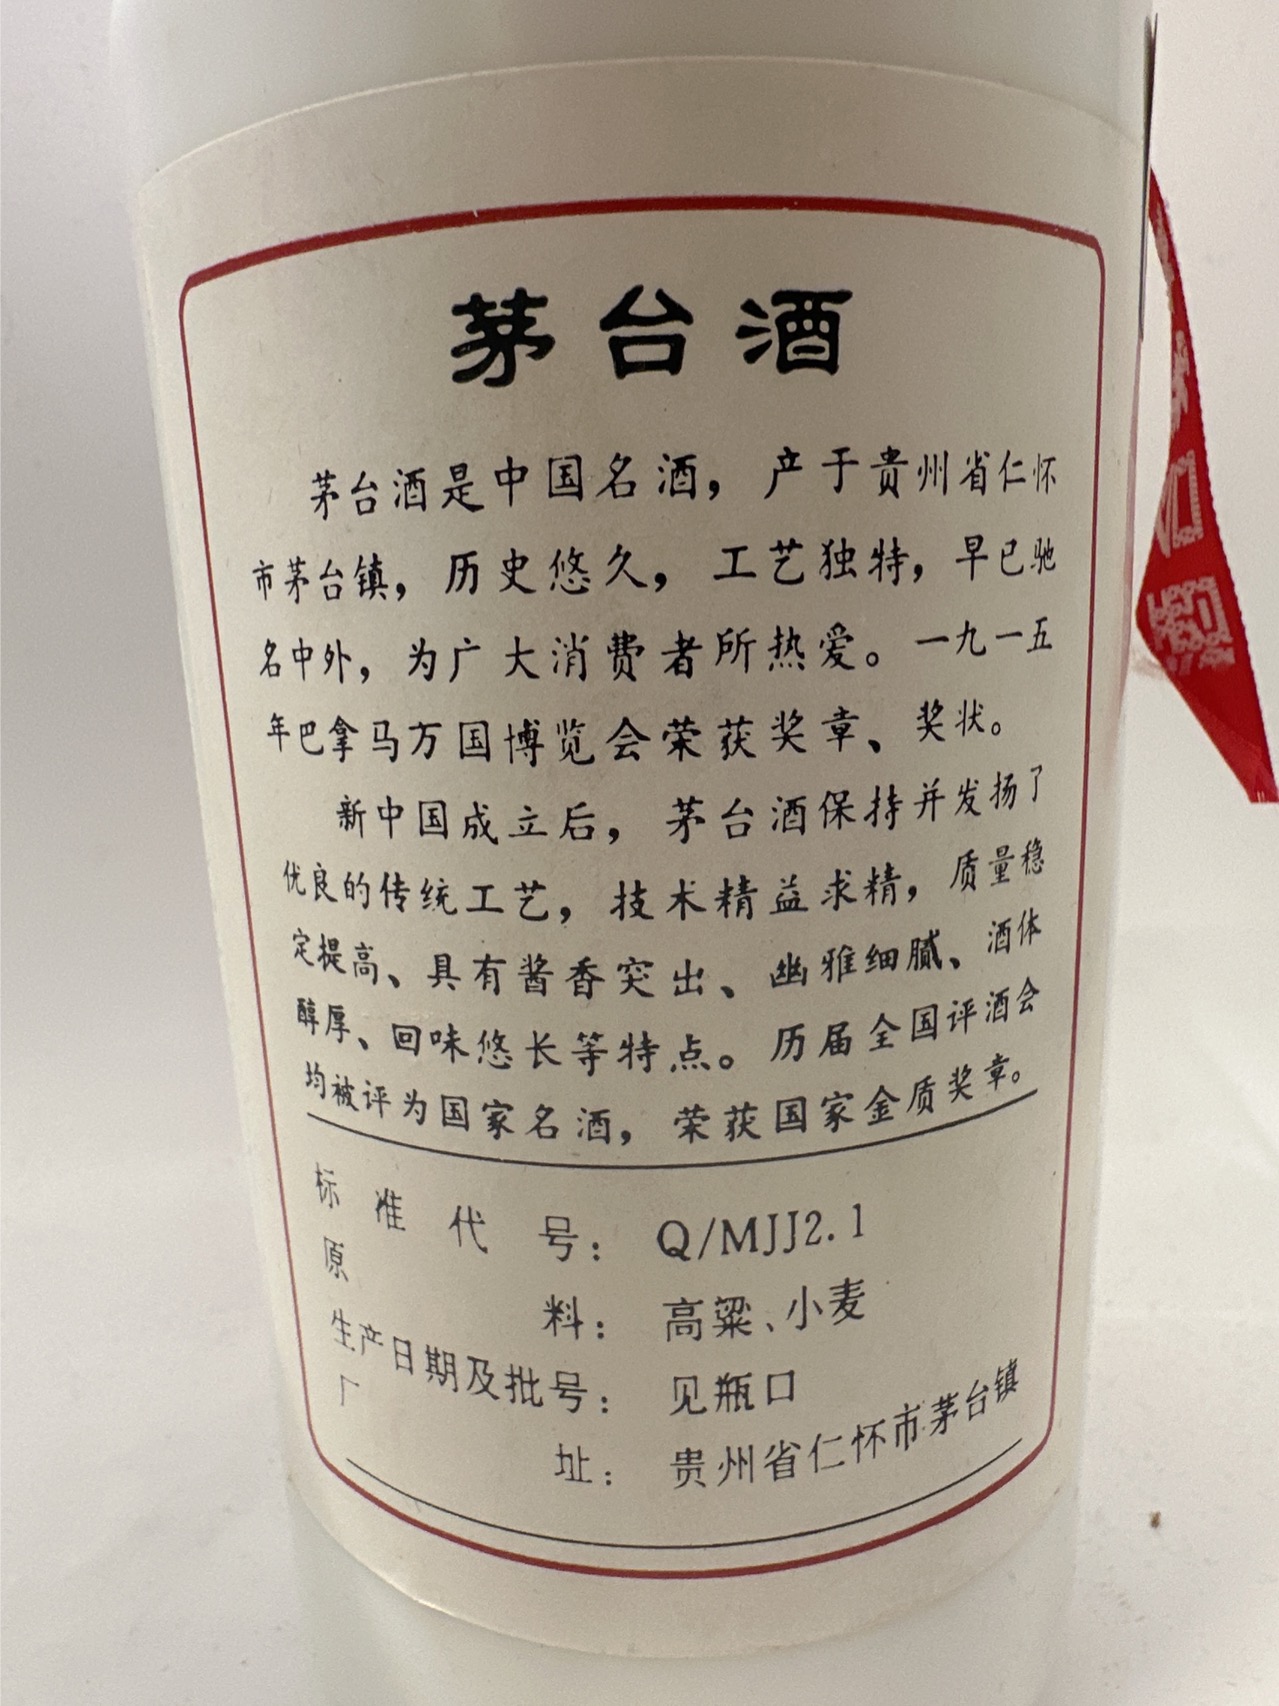 茅台酒
茅台酒是中国名酒，产于贵州省仁怀
市茅台镇，历史悠久，工艺独特，早已驰
名中外，为广大消费者所热爱。一九一五
年巴拿马万国博览会荣获奖章、奖状。
新中国成立后，茅台酒保持并发扬了
优良的传统工艺，技术精益求精，质量稳
定提高、具有酱香突出、幽雅细腻、酒体
醇厚、回味悠长等特点。历届全国评酒会
均被评为国家名酒，荣获国家金质奖章。
标准代号：Q/MJJ2.1
原料：高粱、小麦
生产日期及批号：见瓶口
厂址：贵州省仁怀市茅台镇